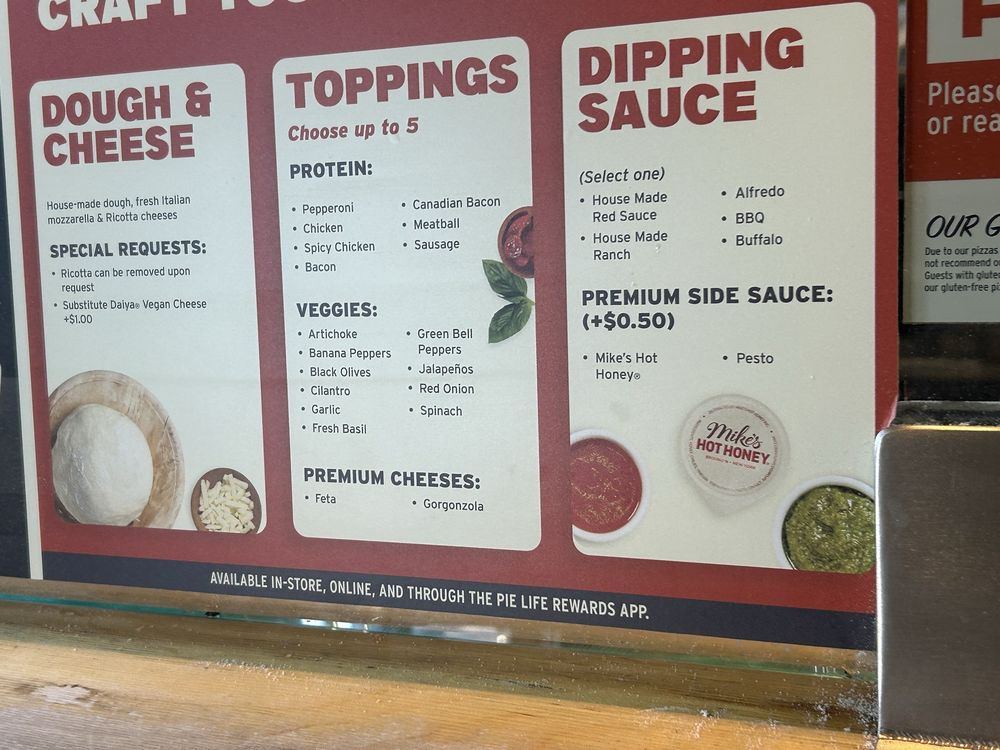 CRAFT
DOUGH &
CHEESE
House-made dough, fresh Italian
mozzarella & Ricotta cheeses
SPECIAL REQUESTS:
• Ricotta can be removed upon
request
• Substitute Daiya® Vegan Cheese
+$1.00
TOPPINGS
Choose up to 5
PROTEIN:
• Pepperoni
• Chicken
• Spicy Chicken
• Bacon
• Canadian Bacon
• Meatball
• Sausage
VEGGIES:
• Artichoke
• Banana Peppers
• Black Olives
• Cilantro
• Garlic
• Fresh Basil
• Green Bell
Peppers
• Jalapeños
• Red Onion
• Spinach
PREMIUM CHEESES:
• Feta
• Gorgonzola
DIPPING
SAUCE
(Select one)
• House Made
Red Sauce
• House Made
Ranch
• Alfredo
• BBQ
• Buffalo
PREMIUM SIDE SAUCE:
(+$0.50)
• Mike's Hot
Honey®
• Pesto
Mike's
HOT HONEY
AVAILABLE IN-STORE, ONLINE, AND THROUGH THE PIE LIFE REWARDS APP.
Pleas
or rea
OUR G
Due to our pizzas
not recommend
Guests with glute
our gluten-free pi